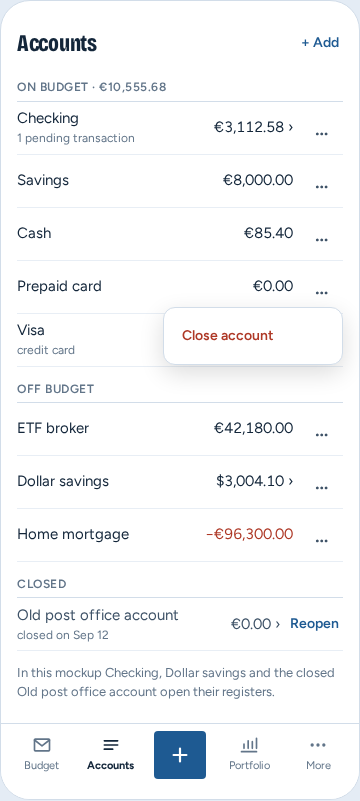 Accounts
+ Add
ON BUDGET · €10,555.68
Checking
€3,112.58 › ...
1 pending transaction
Savings €8,000.00 ...
Cash €85.40 ...
Prepaid card €0.00 ...
Visa
credit card
Close account
OFF BUDGET
ETF broker €42,180.00 ...
Dollar savings $3,004.10 › ...
Home mortgage −€96,300.00 ...
CLOSED
Old post office account
€0.00 › Reopen
closed on Sep 12
In this mockup Checking, Dollar savings and the closed
Old post office account open their registers.
Budget Accounts + Portfolio More